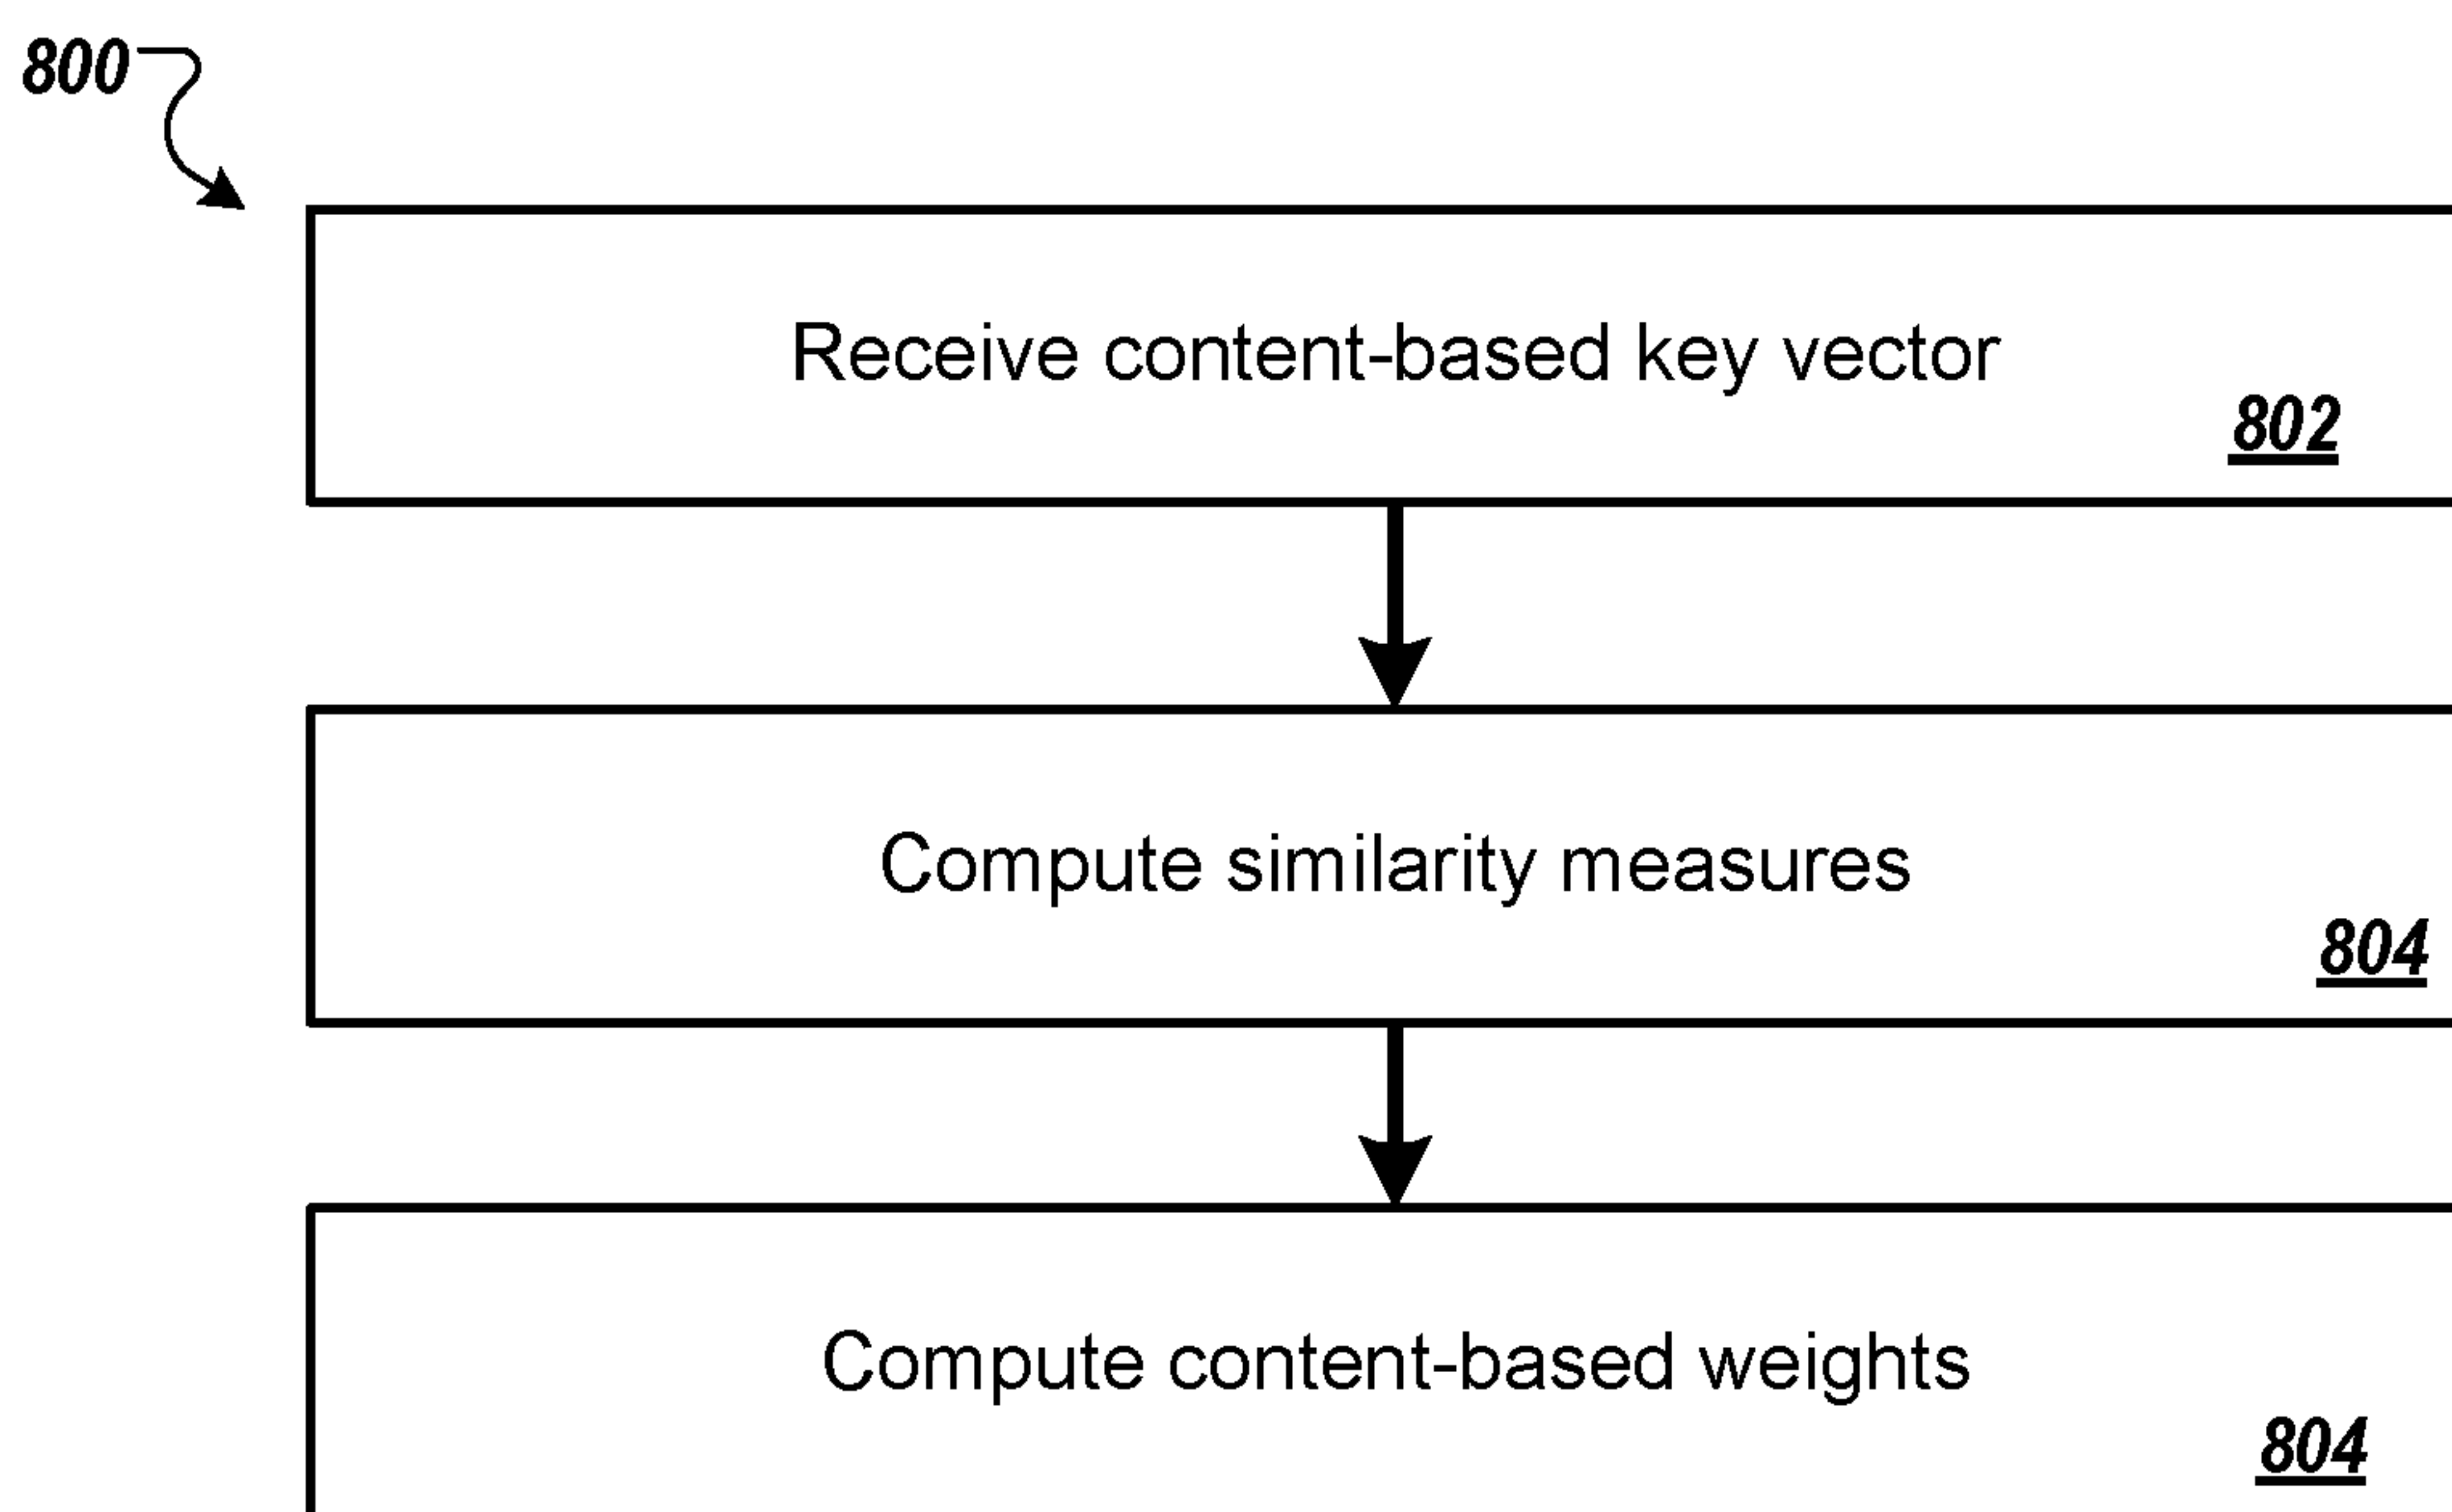 800
Receive content-based key vector
802
Compute similarity measures
804
Compute content-based weights
804